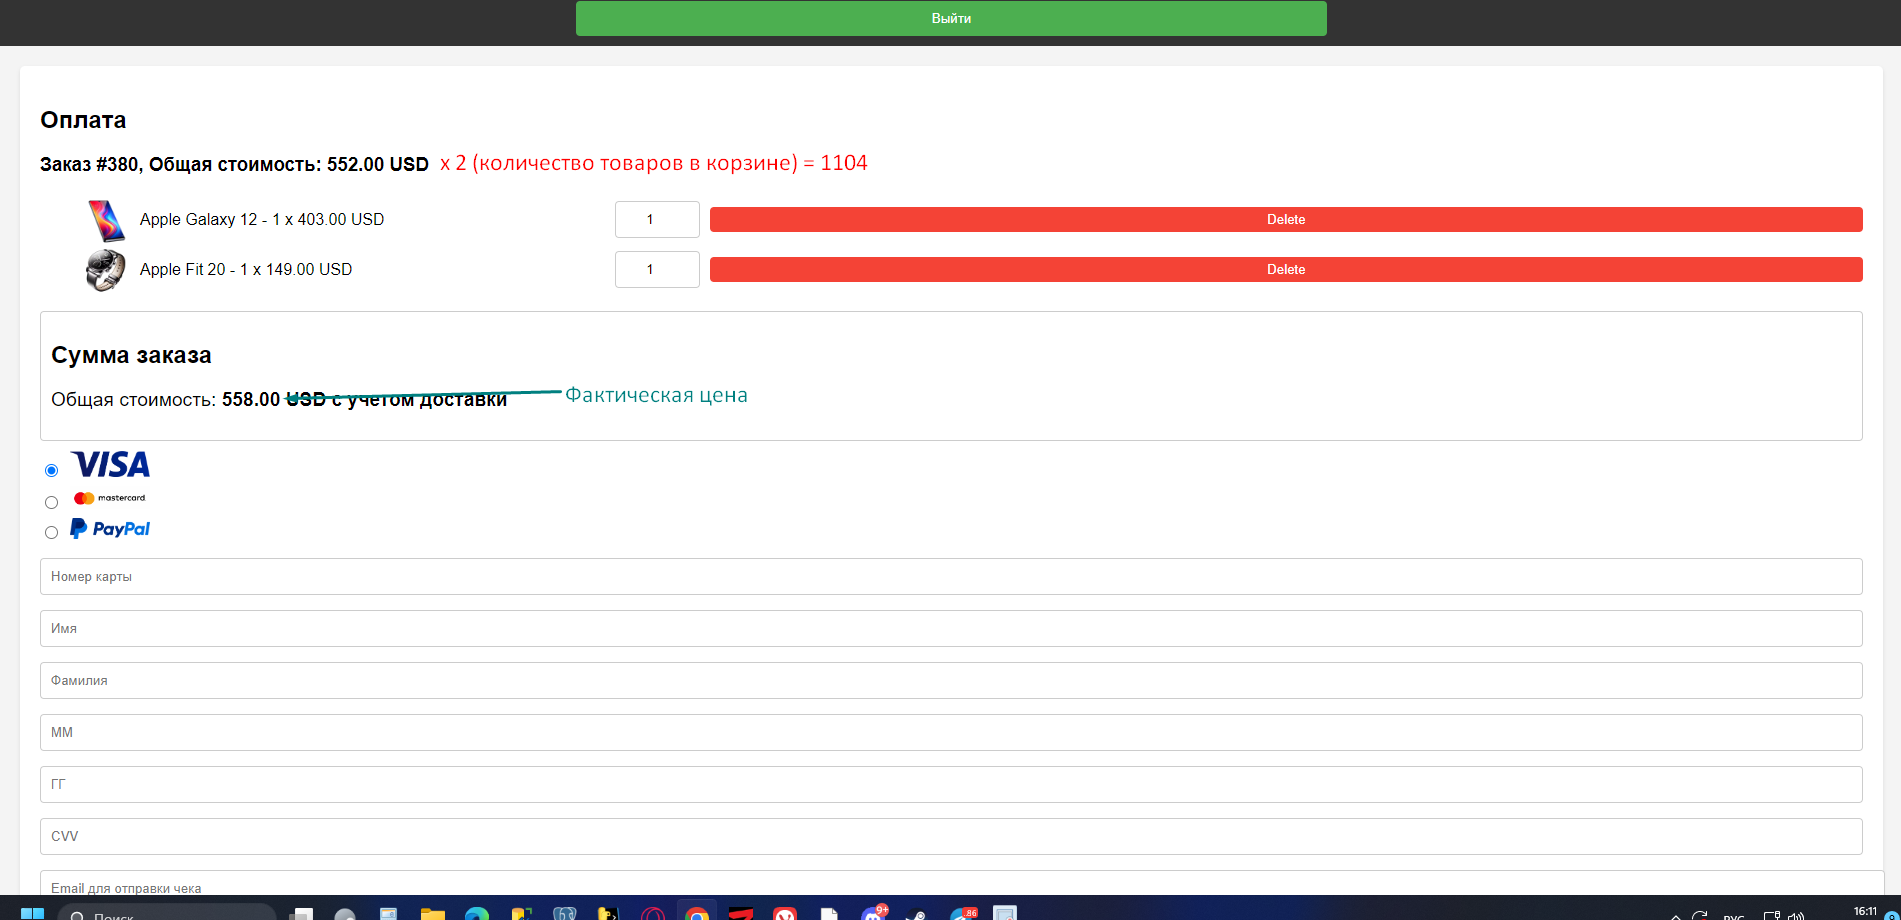 Выйти
Оплата
Заказ #380, Общая стоимость: 552.00 USD х 2 (количество товаров в корзине) = 1104
Apple Galaxy 12 - 1 x 403.00 USD 1 Delete
Apple Fit 20 - 1 x 149.00 USD 1 Delete
Сумма заказа
Общая стоимость: 558.00 USD с учетом доставки Фактическая цена
VISA
mastercard
PayPal
Номер карты
Имя
Фамилия
ММ
ГГ
CVV
Email для отправки чека
Поиск
9+
86
РУС
16:11